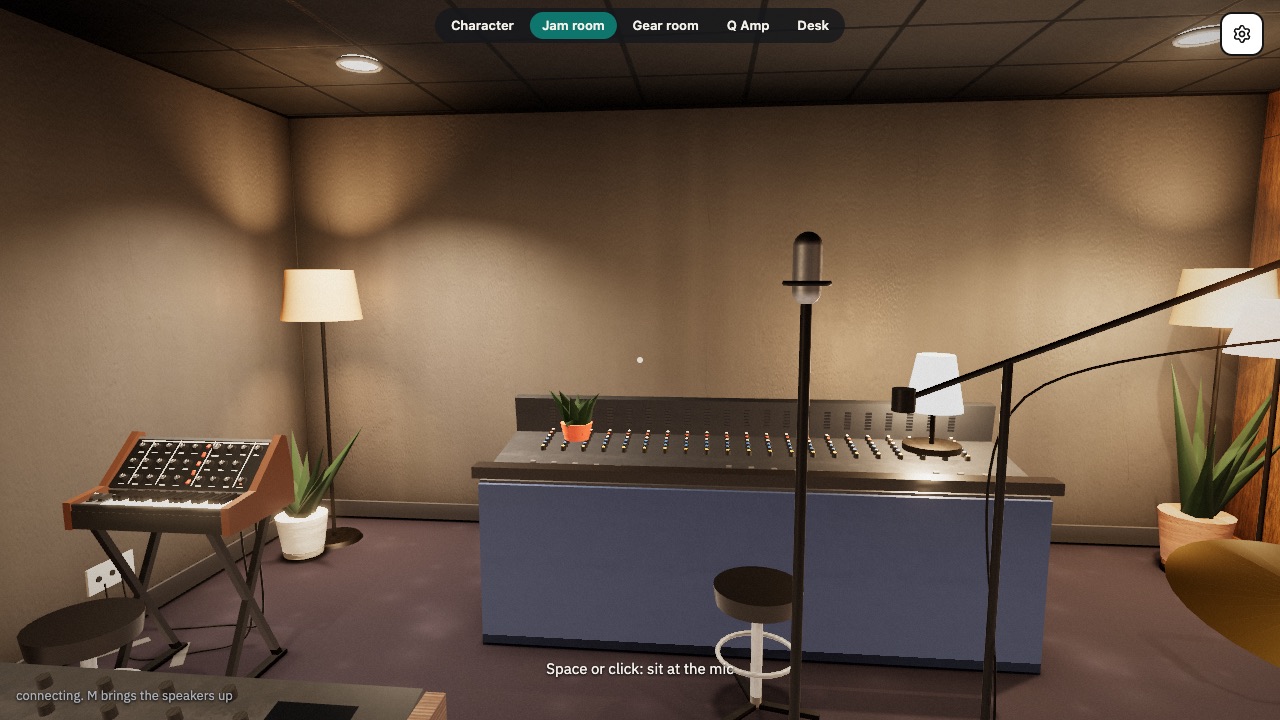 Character Jam room Gear room Q Amp Desk
Space or click: sit at the mic
connecting. M brings the speakers up